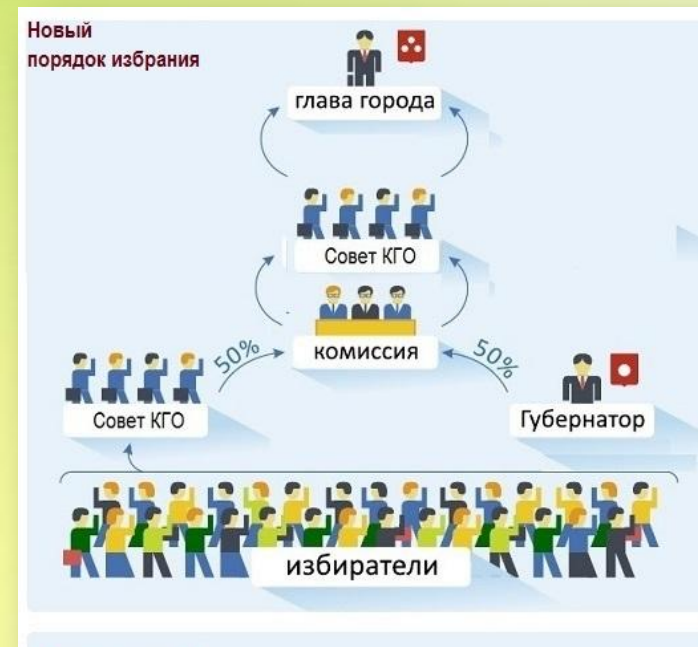 Новый
порядок избрания
глава города
Совет КГО
комиссия
50%
50%
Совет КГО
Губернатор
избиратели